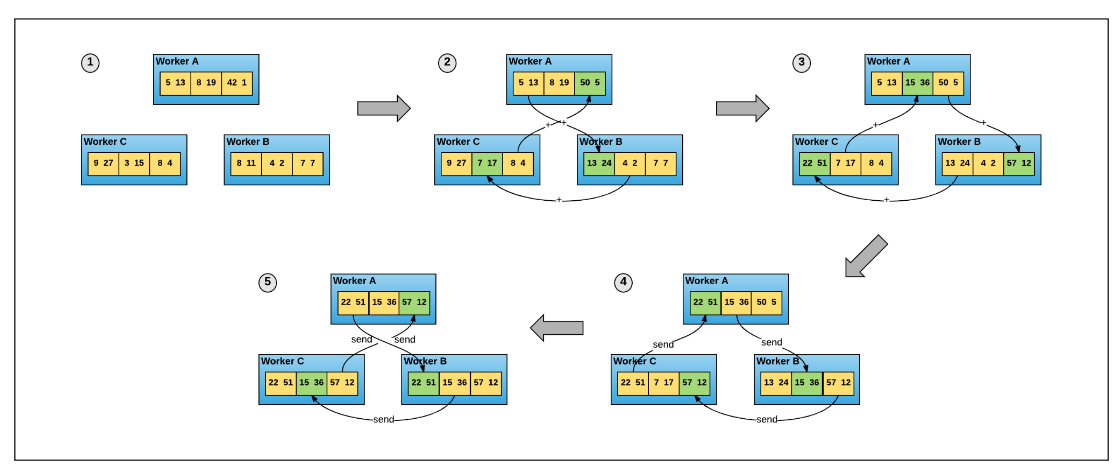 1
Worker A
5 13 8 19 42 1
Worker C
9 27 3 15 8 4
Worker B
8 11 4 2 7 7
2
Worker A
5 13 8 19 50 5
+ +
Worker C
9 27 7 17 8 4
Worker B
13 24 4 2 7 7
+
3
Worker A
5 13 15 36 50 5
+ +
Worker C
22 51 7 17 8 4
Worker B
13 24 4 2 57 12
+
4
Worker A
22 51 15 36 50 5
send send
Worker C
22 51 7 17 57 12
Worker B
13 24 15 36 57 12
send
5
Worker A
22 51 15 36 57 12
send send
Worker C
22 51 15 36 57 12
Worker B
22 51 15 36 57 12
send